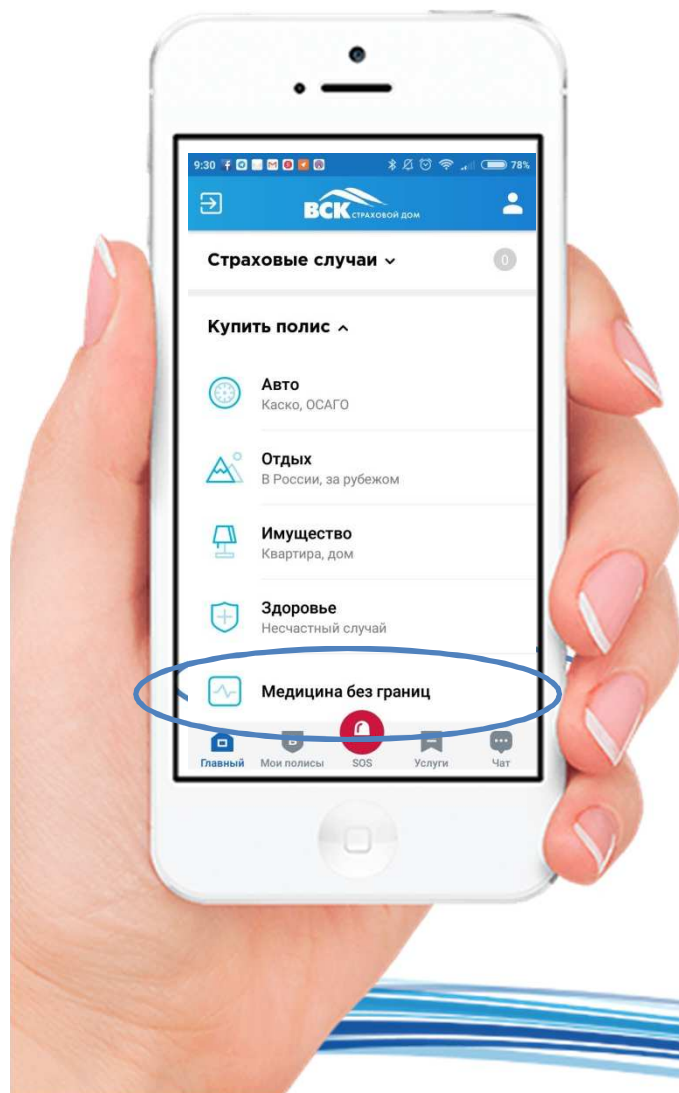 9:30
78%
ВСК СТРАХОВОЙ ДОМ
Страховые случаи
0
Купить полис
Авто
Каско, ОСАГО
Отдых
В России, за рубежом
Имущество
Квартира, дом
Здоровье
Несчастный случай
Медицина без границ
Главный Мои полисы SOS Услуги Чат